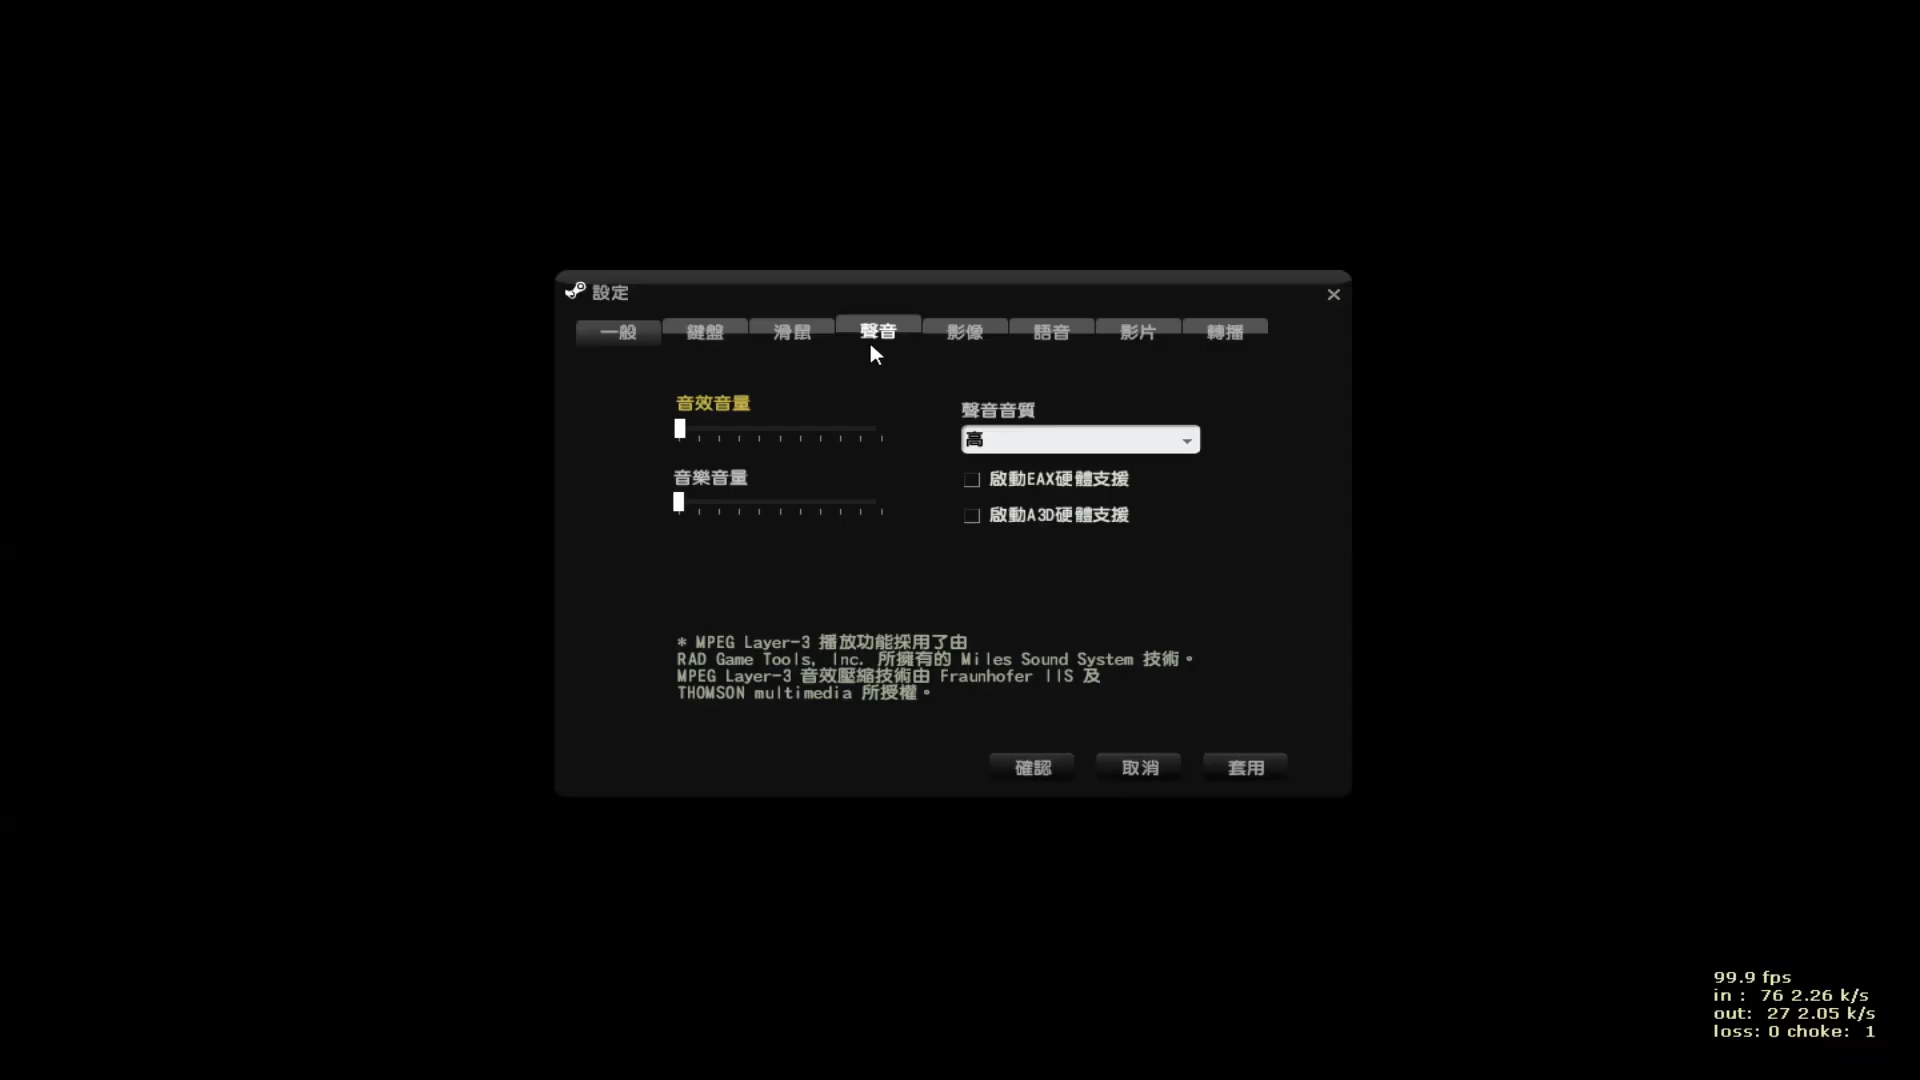 設定
一般 鍵盤 滑鼠 聲音 影像 語音 影片 轉播
音效音量
聲音音質
高
音樂音量
啟動EAX硬體支援
啟動A3D硬體支援
* MPEG Layer-3 播放功能採用了由
RAD Game Tools, Inc. 所擁有的 Miles Sound System 技術。
MPEG Layer-3 音效壓縮技術由 Fraunhofer IIS 及
THOMSON multimedia 所授權。
確認 取消 套用
99.9 fps
in : 76 2.26 k/s
out: 27 2.05 k/s
loss: 0 choke: 1